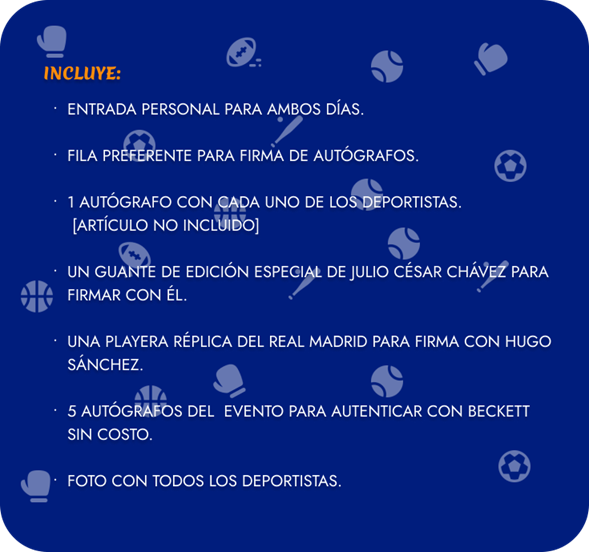 INCLUYE:
· ENTRADA PERSONAL PARA AMBOS DÍAS.
· FILA PREFERENTE PARA FIRMA DE AUTÓGRAFOS.
· 1 AUTÓGRAFO CON CADA UNO DE LOS DEPORTISTAS.
[ARTÍCULO NO INCLUIDO]
· UN GUANTE DE EDICIÓN ESPECIAL DE JULIO CÉSAR CHÁVEZ PARA
FIRMAR CON ÉL.
· UNA PLAYERA RÉPLICA DEL REAL MADRID PARA FIRMA CON HUGO
SÁNCHEZ.
· 5 AUTÓGRAFOS DEL  EVENTO PARA AUTENTICAR CON BECKETT
SIN COSTO.
· FOTO CON TODOS LOS DEPORTISTAS.